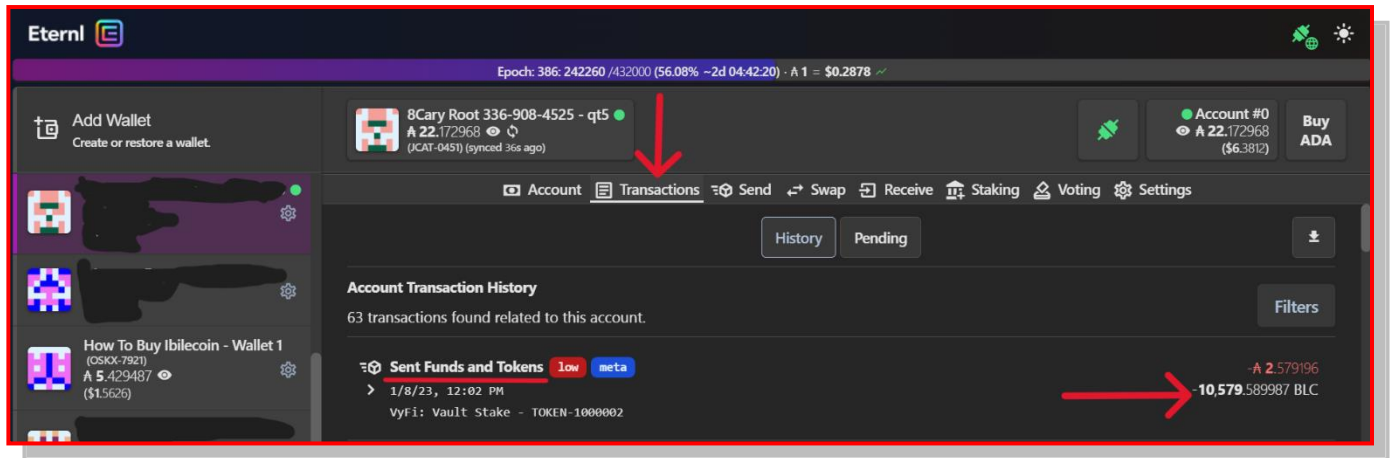 Eternl
Epoch: 386: 242260 /432000 (56.08% ~2d 04:42:20) · ₳ 1 = $0.2878
Add Wallet
Create or restore a wallet.
8Cary Root 336-908-4525 - qt5
₳ 22.172968
(JCAT-0451) (synced 36s ago)
Account #0
₳ 22.172968
($6.3812)
Buy
ADA
Account Transactions Send Swap Receive Staking Voting Settings
History Pending
Account Transaction History
63 transactions found related to this account.
Filters
How To Buy Ibilecoin - Wallet 1
(OSKX-7921)
₳ 5.429487
($1.5626)
Sent Funds and Tokens low meta
-₳ 2.579196
1/8/23, 12:02 PM
-10,579.589987 BLC
VyFi: Vault Stake - TOKEN-1000002